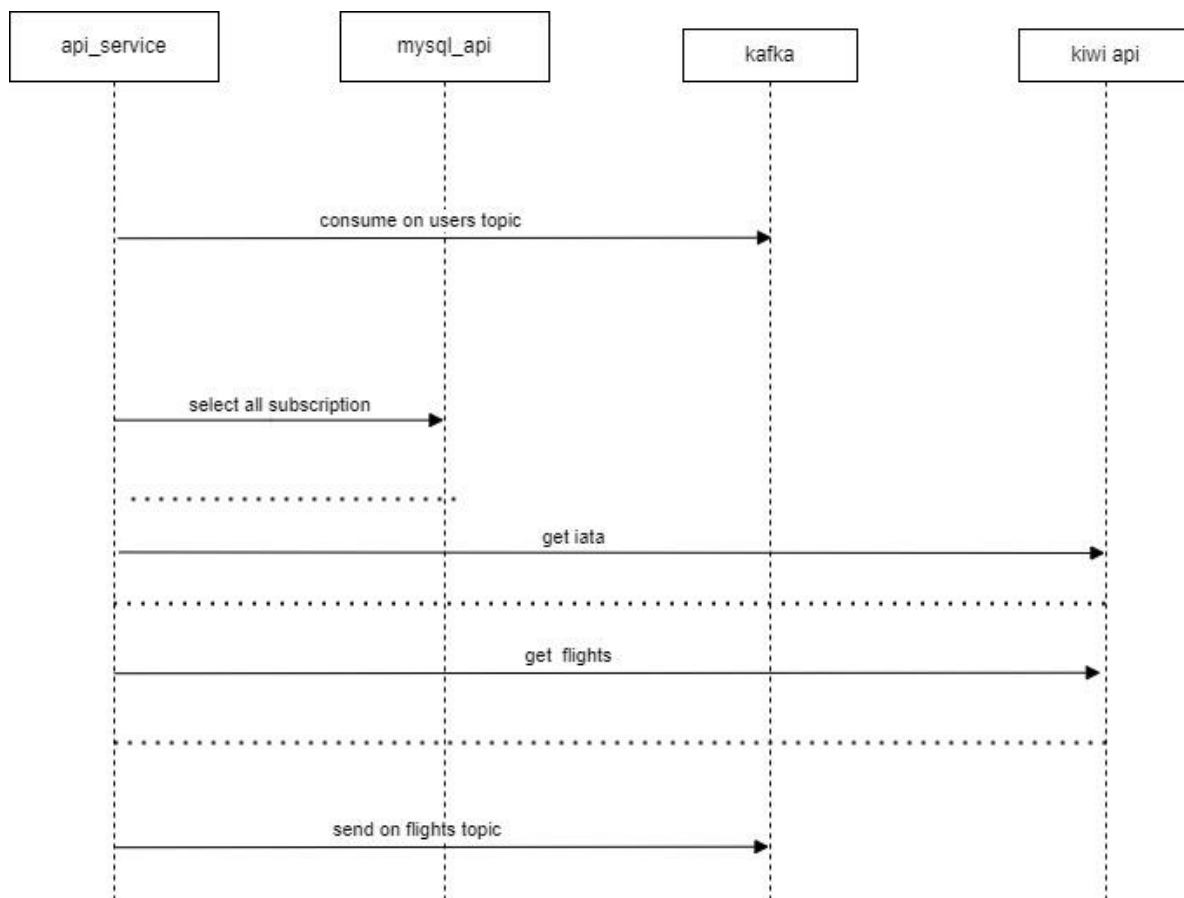 api_service
mysql_api
kafka
kiwi api
consume on users topic
select all subscription
get iata
get flights
send on flights topic